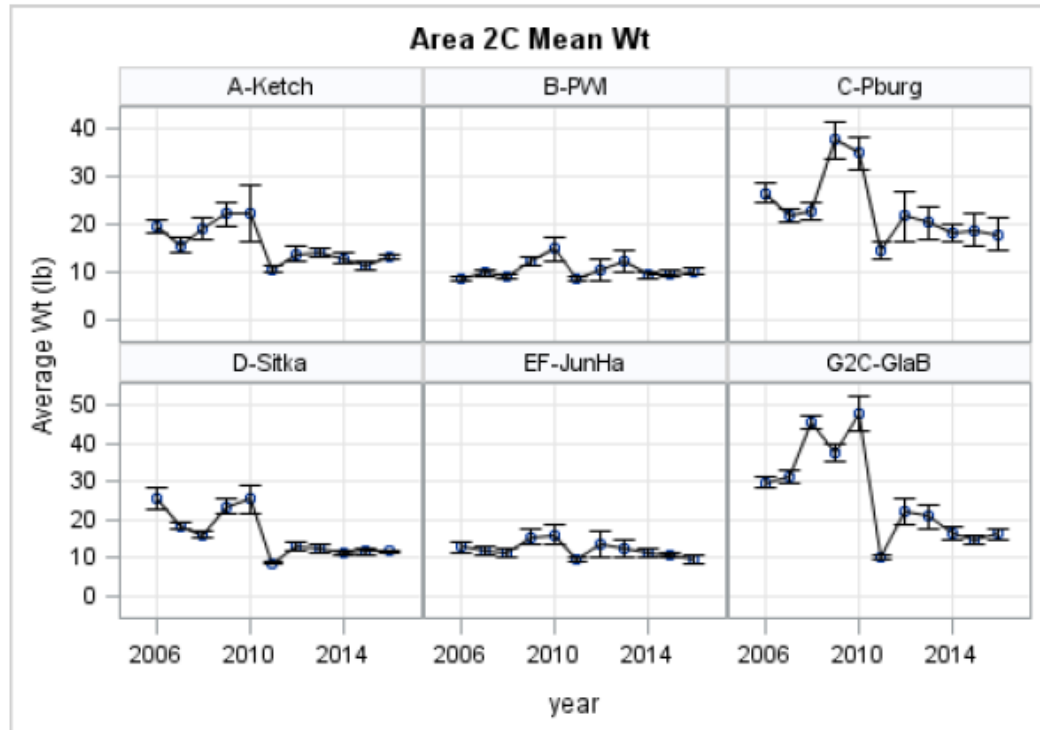 Area 2C Mean Wt
A-Ketch B-PWI C-Pburg
40
30
20
10
0
Average Wt (lb)
D-Sitka EF-JunHa G2C-GlaB
50
40
30
20
10
0
2006 2010 2014 2006 2010 2014 2006 2010 2014
year